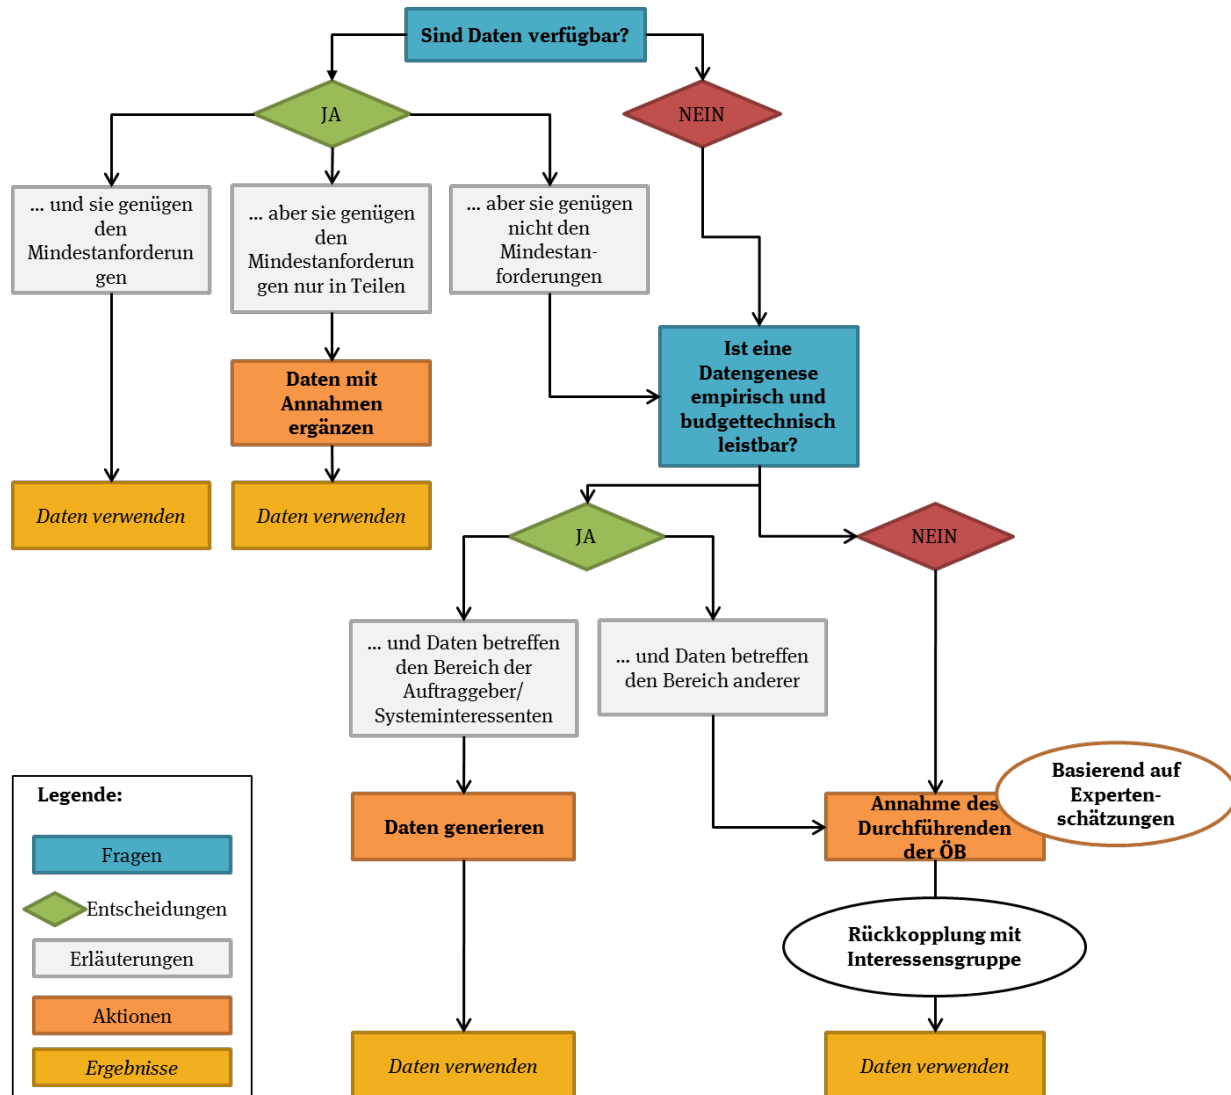 Sind Daten verfügbar?
JA
NEIN
... und sie genügen
den
Mindestanforderun
gen
... aber sie genügen
den
Mindestanforderun
gen nur in Teilen
... aber sie genügen
nicht den
Mindestan-
forderungen
Daten mit
Annahmen
ergänzen
Ist eine
Datengenese
empirisch und
budgettechnisch
leistbar?
Daten verwenden
Daten verwenden
JA
NEIN
... und Daten betreffen
den Bereich der
Auftraggeber/
Systeminteressenten
... und Daten betreffen
den Bereich anderer
Basierend auf
Experten-
schätzungen
Daten generieren
Annahme des
Durchführenden
der ÖB
Rückkopplung mit
Interessensgruppe
Daten verwenden
Daten verwenden
Legende:
Fragen
Entscheidungen
Erläuterungen
Aktionen
Ergebnisse